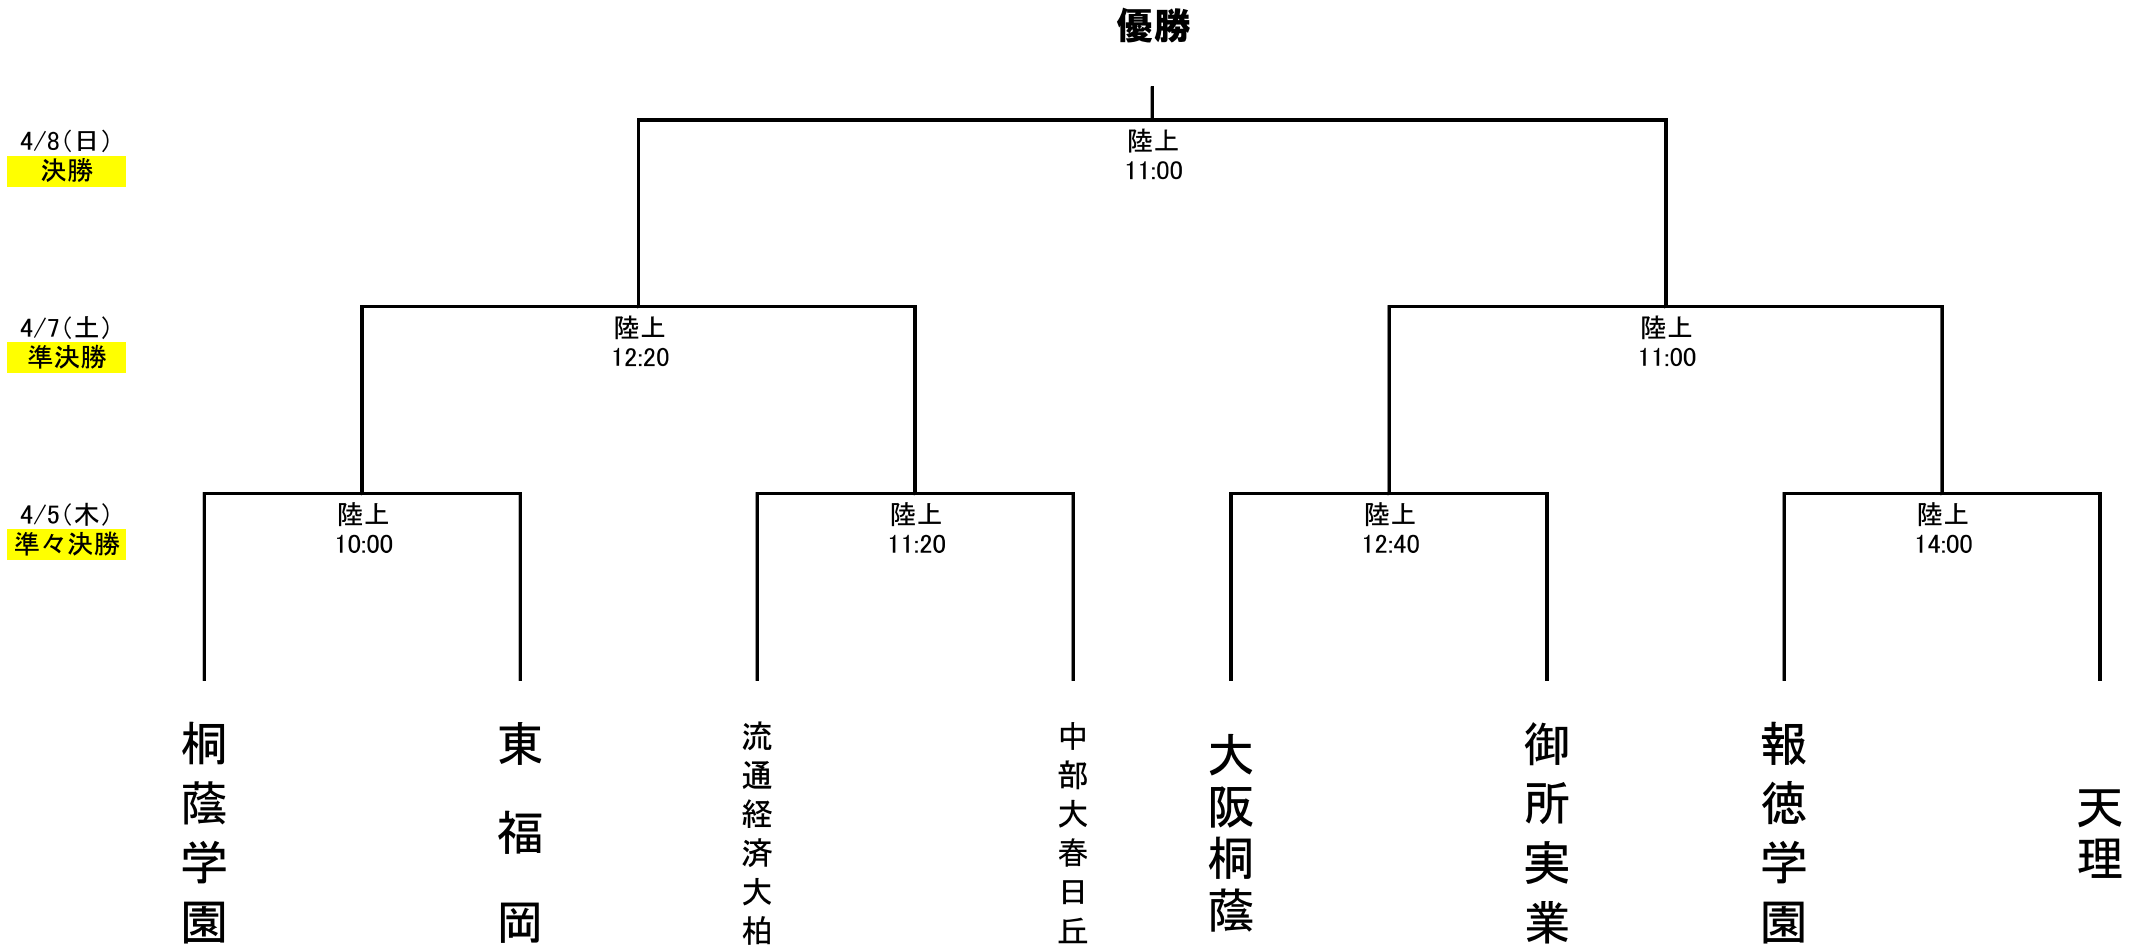 優勝
4/8(日)
決勝
陸上
11:00
4/7(土)
準決勝
陸上
12:20
陸上
11:00
4/5(木)
準々決勝
陸上
10:00
陸上
11:20
陸上
12:40
陸上
14:00
桐蔭学園
東福岡
流通経済大柏
中部大春日丘
大阪桐蔭
御所実業
報徳学園
天理